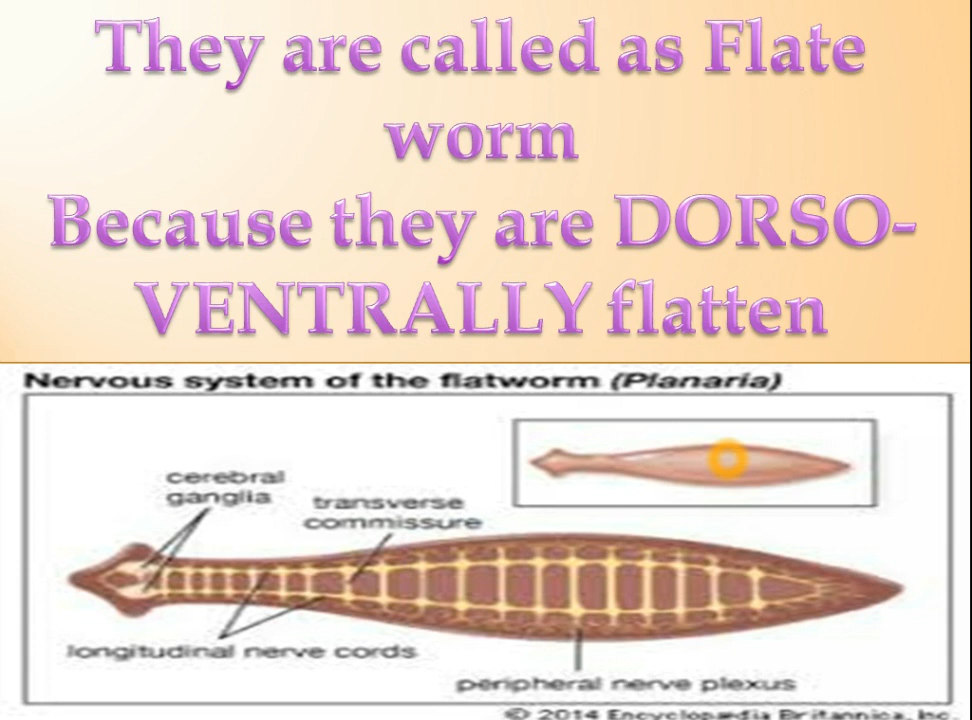 They are called as Flate
worm
Because they are DORSO-
VENTRALLY flatten
Nervous system of the flatworm (Planaria)
cerebral
ganglia
transverse
commissure
longitudinal nerve cords
peripheral nerve plexus
© 2014 Encyclopædia Britannica, Inc.